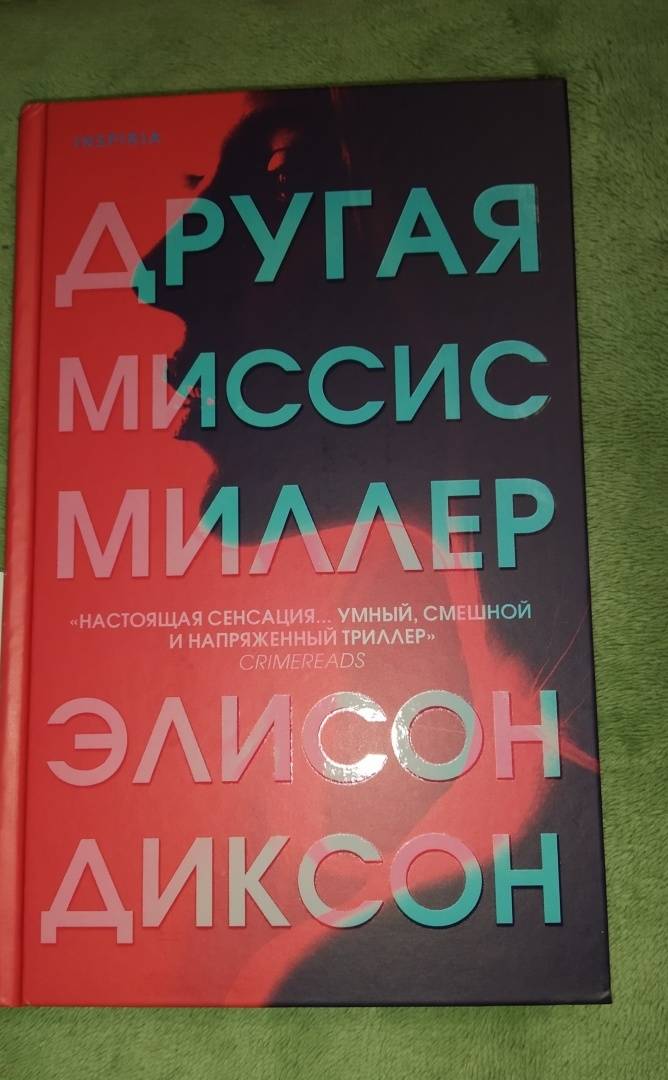 INSPIRIA
ДРУГАЯ
МИССИС
МИЛЛЕР
«НАСТОЯЩАЯ СЕНСАЦИЯ... УМНЫЙ, СМЕШНОЙ
И НАПРЯЖЕННЫЙ ТРИЛЛЕР»
CRIMEREADS
ЭЛИСОН
ДИКСОН